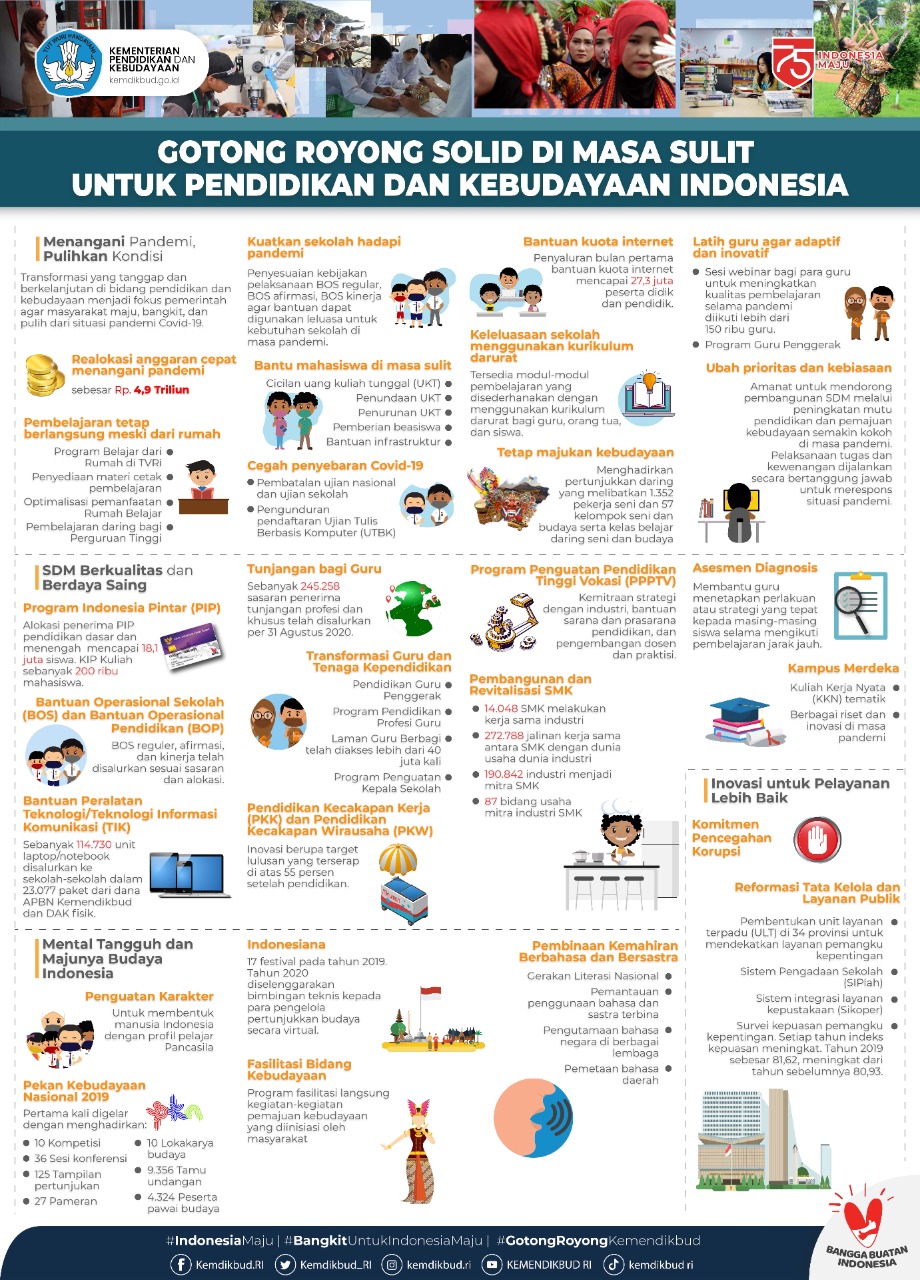 TUT WURI HANDAYANI
KEMENTERIAN
PENDIDIKAN DAN
KEBUDAYAAN
kemdikbud.go.id
75
INDONESIA
MAJU
GOTONG ROYONG SOLID DI MASA SULIT
UNTUK PENDIDIKAN DAN KEBUDAYAAN INDONESIA
Menangani Pandemi,
Pulihkan Kondisi
Transformasi yang tanggap dan
berkelanjutan di bidang pendidikan dan
kebudayaan menjadi fokus pemerintah
agar masyarakat maju, bangkit, dan
pulih dari situasi pandemi Covid-19.
Realokasi anggaran cepat
menangani pandemi
sebesar Rp. 4,9 Triliun
Pembelajaran tetap
berlangsung meski dari rumah
Program Belajar dari
Rumah di TVRi
Penyediaan materi cetak
pembelajaran
Optimalisasi pemanfaatan
Rumah Belajar
Pembelajaran daring bagi
Perguruan Tinggi
Kuatkan sekolah hadapi
pandemi
Penyesuaian kebijakan
pelaksanaan BOS regular,
BOS afirmasi, BOS kinerja
agar bantuan dapat
digunakan leluasa untuk
kebutuhan sekolah di
masa pandemi.
Bantu mahasiswa di masa sulit
Cicilan uang kuliah tunggal (UKT)
Penundaan UKT
Penurunan UKT
Pemberian beasiswa
Bantuan infrastruktur
Cegah penyebaran Covid-19
Pembatalan ujian nasional
dan ujian sekolah
Pengunduran
pendaftaran Ujian Tulis
Berbasis Komputer (UTBK)
Bantuan kuota internet
Penyaluran bulan pertama
bantuan kuota internet
mencapai 27,3 juta
peserta didik
dan pendidik.
Keleluasaan sekolah
menggunakan kurikulum
darurat
Tersedia modul-modul
pembelajaran yang
disederhanakan dengan
menggunakan kurikulum
darurat bagi guru, orang tua,
dan siswa.
Tetap majukan kebudayaan
Menghadirkan
pertunjukkan daring
yang melibatkan 1.352
pekerja seni dan 57
kelompok seni dan
budaya serta kelas belajar
daring seni dan budaya
Latih guru agar adaptif
dan inovatif
Sesi webinar bagi para guru
untuk meningkatkan
kualitas pembelajaran
selama pandemi
diikuti lebih dari
150 ribu guru.
Program Guru Penggerak
Ubah prioritas dan kebiasaan
Amanat untuk mendorong
pembangunan SDM melalui
peningkatan mutu
pendidikan dan pemajuan
kebudayaan semakin kokoh
di masa pandemi.
Pelaksanaan tugas dan
kewenangan dijalankan
secara bertanggung jawab
untuk merespons
situasi pandemi.
SDM Berkualitas dan
Berdaya Saing
Program Indonesia Pintar (PIP)
Alokasi penerima PIP
pendidikan dasar dan
menengah mencapai 18,1
juta siswa. KIP Kuliah
sebanyak 200 ribu
mahasiswa.
Bantuan Operasional Sekolah
(BOS) dan Bantuan Operasional
Pendidikan (BOP)
BOS reguler, afirmasi,
dan kinerja telah
disalurkan sesuai sasaran
dan alokasi.
Bantuan Peralatan
Teknologi/Teknologi Informasi
Komunikasi (TIK)
Sebanyak 114.730 unit
laptop/notebook
disalurkan ke
sekolah-sekolah dalam
23.077 paket dari dana
APBN Kemendikbud
dan DAK fisik.
Tunjangan bagi Guru
Sebanyak 245.258
sasaran penerima
tunjangan profesi dan
khusus telah disalurkan
per 31 Agustus 2020.
Transformasi Guru dan
Tenaga Kependidikan
Pendidikan Guru
Penggerak
Program Pendidikan
Profesi Guru
Laman Guru Berbagi
telah diakses lebih dari 40
juta kali
Program Penguatan
Kepala Sekolah
Pendidikan Kecakapan Kerja
(PKK) dan Pendidikan
Kecakapan Wirausaha (PKW)
Inovasi berupa target
lulusan yang terserap
di atas 55 persen
setelah pendidikan.
Program Penguatan Pendidikan
Tinggi Vokasi (PPPTV)
Kemitraan strategi
dengan industri, bantuan
sarana dan prasarana
pendidikan, dan
pengembangan dosen
dan praktisi.
Pembangunan dan
Revitalisasi SMK
14.048 SMK melakukan
kerja sama industri
272.788 jalinan kerja sama
antara SMK dengan dunia
usaha dunia industri
190.842 industri menjadi
mitra SMK
87 bidang usaha
mitra industri SMK
Asesmen Diagnosis
Membantu guru
menetapkan perlakuan
atau strategi yang tepat
kepada masing-masing
siswa selama mengikuti
pembelajaran jarak jauh.
Kampus Merdeka
Kuliah Kerja Nyata
(KKN) tematik
Berbagai riset dan
inovasi di masa
pandemi
Inovasi untuk Pelayanan
Lebih Baik
Komitmen
Pencegahan
Korupsi
Reformasi Tata Kelola dan
Layanan Publik
Pembentukan unit layanan
terpadu (ULT) di 34 provinsi untuk
mendekatkan layanan pemangku
kepentingan
Sistem Pengadaan Sekolah
(SIPlah)
Sistem integrasi layanan
kepustakaan (Sikoper)
Survei kepuasan pemangku
kepentingan. Setiap tahun indeks
kepuasan meningkat. Tahun 2019
sebesar 81,62, meningkat dari
tahun sebelumnya 80,93.
Mental Tangguh dan
Majunya Budaya
Indonesia
Penguatan Karakter
Untuk membentuk
manusia Indonesia
dengan profil pelajar
Pancasila
Pekan Kebudayaan
Nasional 2019
pkn
Pertama kali digelar
dengan menghadirkan:
10 Kompetisi
36 Sesi konferensi
125 Tampilan
pertunjukan
27 Pameran
10 Lokakarya
budaya
9.356 Tamu
undangan
4.324 Peserta
pawai budaya
Indonesiana
17 festival pada tahun 2019.
Tahun 2020
diselenggarakan
bimbingan teknis kepada
para pengelola
pertunjukkan budaya
secara virtual.
Fasilitasi Bidang
Kebudayaan
Program fasilitasi langsung
kegiatan-kegiatan
pemajuan kebudayaan
yang diinisiasi oleh
masyarakat
Pembinaan Kemahiran
Berbahasa dan Bersastra
Gerakan Literasi Nasional
Pemantauan
penggunaan bahasa dan
sastra terbina
Pengutamaan bahasa
negara di berbagai
lembaga
Pemetaan bahasa
daerah
#IndonesiaMaju | #BangkitUntukIndonesiaMaju | #GotongRoyongKemendikbud
Kemdikbud.RI
Kemdikbud_RI
kemdikbud.ri
KEMENDIKBUD RI
kemdikbud ri
BANGGA BUATAN
INDONESIA